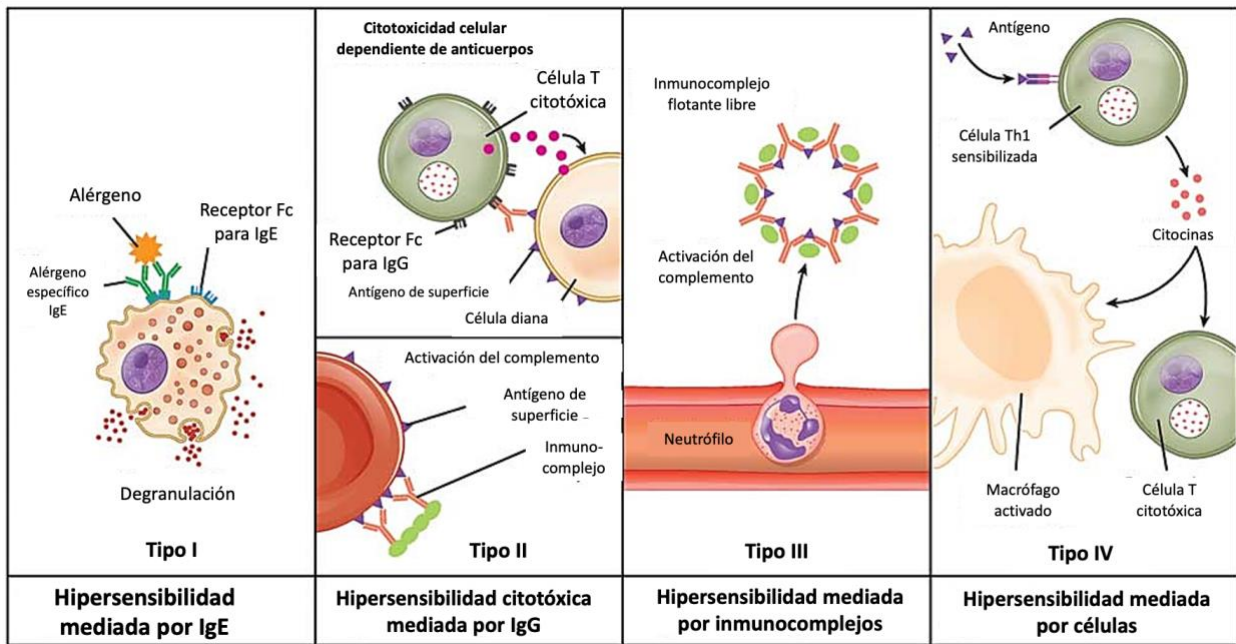 Alérgeno
Receptor Fc
para IgE
Alérgeno
específico
IgE
Degranulación
Tipo I
Hipersensibilidad
mediada por IgE
Citotoxicidad celular
dependiente de anticuerpos
Célula T
citotóxica
Receptor Fc
para IgG
Antígeno de superficie
Célula diana
Activación del complemento
Antígeno de
superficie
Inmuno-
complejo
Tipo II
Hipersensibilidad citotóxica
mediada por IgG
Inmunocomplejo
flotante libre
Activación del
complemento
Neutrófilo
Tipo III
Hipersensibilidad mediada
por inmunocomplejos
Antígeno
Célula Th1
sensibilizada
Citocinas
Macrófago
activado
Célula T
citotóxica
Tipo IV
Hipersensibilidad mediada
por células